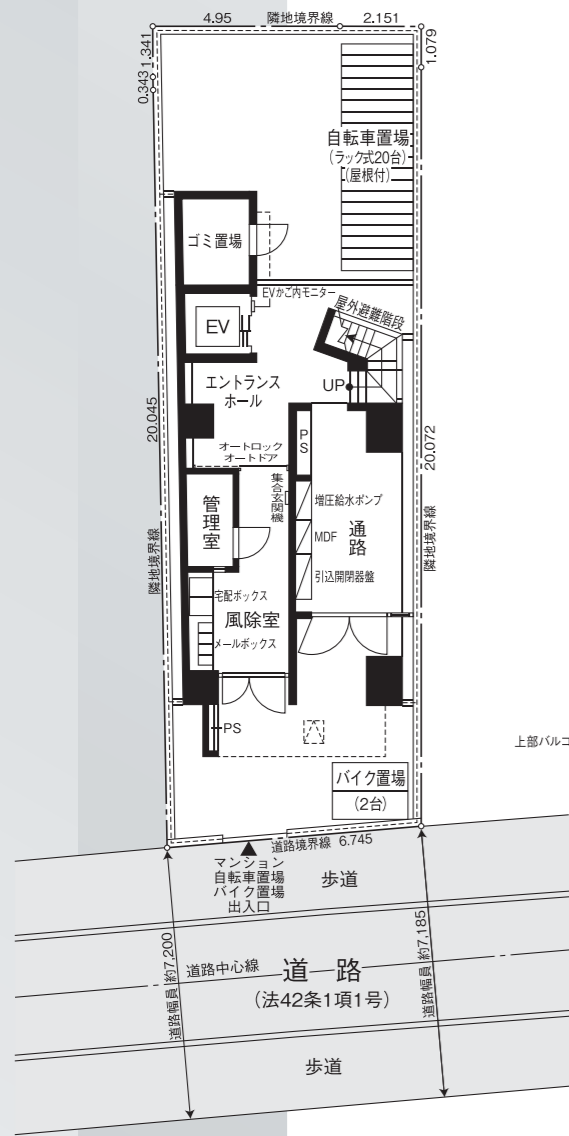 4.95
隣地境界線
2.151
1.341
0.343
1.079
自転車置場
(ラック式20台)
(屋根付)
ゴミ置場
EVかご内モニター
屋外避難階段
EV
エントランス
ホール
UP
20.045
20.072
オートロック
オートドア
PS
集合玄関機
管理室
増圧給水ポンプ
MDF
通路
引込開閉器盤
隣地境界線
隣地境界線
宅配ボックス
風除室
メールボックス
PS
上部バルコ
バイク置場
(2台)
道路境界線 6.745
マンション
自転車置場
バイク置場
出入口
歩道
道路幅員 約7,200
道路幅員 約7,185
道路中心線
道路
(法42条1項1号)
歩道